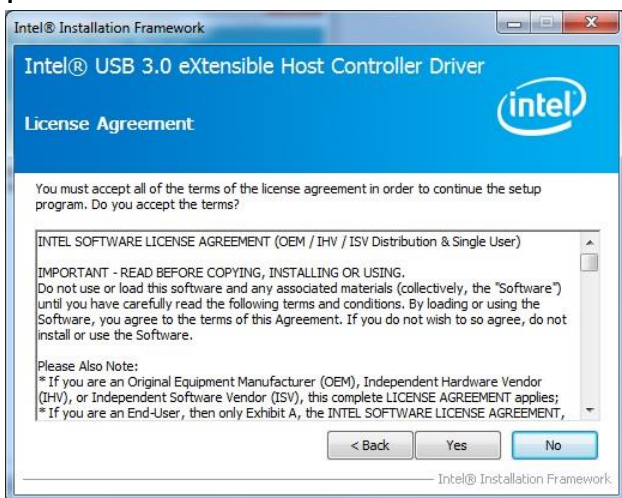 Intel® Installation Framework
Intel® USB 3.0 eXtensible Host Controller Driver
License Agreement
intel
You must accept all of the terms of the license agreement in order to continue the setup
program. Do you accept the terms?
INTEL SOFTWARE LICENSE AGREEMENT (OEM / IHV / ISV Distribution & Single User)
IMPORTANT - READ BEFORE COPYING, INSTALLING OR USING.
Do not use or load this software and any associated materials (collectively, the "Software")
until you have carefully read the following terms and conditions. By loading or using the
Software, you agree to the terms of this Agreement. If you do not wish to so agree, do not
install or use the Software.
Please Also Note:
* If you are an Original Equipment Manufacturer (OEM), Independent Hardware Vendor
(IHV), or Independent Software Vendor (ISV), this complete LICENSE AGREEMENT applies;
* If you are an End-User, then only Exhibit A, the INTEL SOFTWARE LICENSE AGREEMENT,
< Back Yes No
Intel® Installation Framework